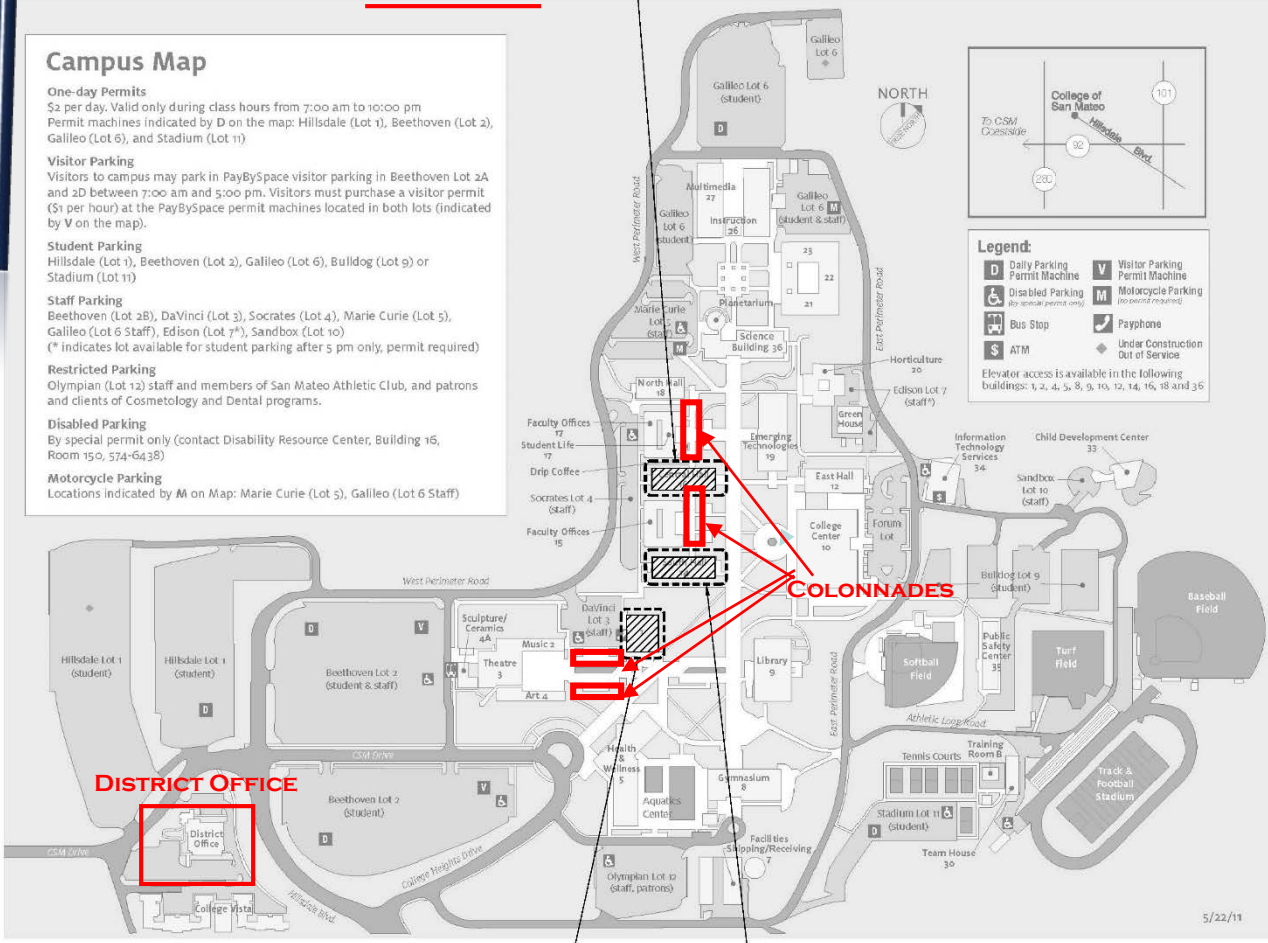 Campus Map
One-day Permits
$2 per day. Valid only during class hours from 7:00 am to 10:00 pm
Permit machines indicated by D on the map: Hillsdale (Lot 1), Beethoven (Lot 2),
Galileo (Lot 6), and Stadium (Lot 11)
Visitor Parking
Visitors to campus may park in PayBySpace visitor parking in Beethoven Lot 2A
and 2D between 7:00 am and 5:00 pm. Visitors must purchase a visitor permit
($1 per hour) at the PayBySpace permit machines located in both lots (indicated
by V on the map).
Student Parking
Hillsdale (Lot 1), Beethoven (Lot 2), Galileo (Lot 6), Bulldog (Lot 9) or
Stadium (Lot 11)
Staff Parking
Beethoven (Lot 2B), DaVinci (Lot 3), Socrates (Lot 4), Marie Curie (Lot 5),
Galileo (Lot 6 Staff), Edison (Lot 7*), Sandbox (Lot 10)
(* indicates lot available for student parking after 5 pm only, permit required)
Restricted Parking
Olympian (Lot 12) staff and members of San Mateo Athletic Club, and patrons
and clients of Cosmetology and Dental programs.
Disabled Parking
By special permit only (contact Disability Resource Center, Building 16,
Room 150, 574-6438)
Motorcycle Parking
Locations indicated by M on Map: Marie Curie (Lot 5), Galileo (Lot 6 Staff)
Galileo
Lot 6
Galileo Lot 6
(student)
D
NORTH
TRUE NORTH
College of
San Mateo
101
To CSM
Coastside
Hillsdale
Blvd.
92
280
Legend:
D Daily Parking
Permit Machine
V Visitor Parking
Permit Machine
Disabled Parking
(by special permit only)
M Motorcycle Parking
(no permit required)
Bus Stop
Payphone
$ ATM
Under Construction
Out of Service
Elevator access is available in the following
buildings: 1, 2, 4, 5, 8, 9, 10, 12, 14, 16, 18 and 36
West Perimeter Road
Multimedia
27
Galileo
Lot 6
(student)
Instruction
26
Galileo
Lot 6 M
(student & staff)
23
22
21
Planetarium
East Perimeter Road
Marie Curie
Lot 5
(staff)
M
Science
Building 36
North Hall
18
Horticulture
20
Edison Lot 7
(staff*)
Green
House
Faculty Offices
17
Student Life
17
Drip Coffee
Emerging
Technologies
19
Information
Technology
Services
34
$
Child Development Center
33
Sandbox
Lot 10
(staff)
Socrates Lot 4
(staff)
East Hall
12
Faculty Offices
15
College
Center
10
Forum
Lot
Bulldog Lot 9
(student)
Baseball
Field
COLONNADES
West Perimeter Road
DaVinci
Lot 3
(staff)
Sculpture/
Ceramics
4A
Music 2
Theatre
3
Art 4
Library
9
Softball
Field
Public
Safety
Center
35
Turf
Field
Hillsdale Lot 1
(student)
Hillsdale Lot 1
(student)
D
D
V
Beethoven Lot 2
(student & staff)
East Perimeter Road
Athletic Loop Road
CSM Drive
Health
&
Wellness
5
Gymnasium
8
Aquatics
Center
Tennis Courts
Training
Room B
Track &
Football
Stadium
DISTRICT OFFICE
District
Office
V
Beethoven Lot 2
(student)
D
Stadium Lot 11
(student)
D
Team House
30
Facilities
Shipping/Receiving
7
CSM Drive
College Heights Drive
Olympian Lot 12
(staff, patrons)
College Vista
Hillsdale Blvd.
5/22/11